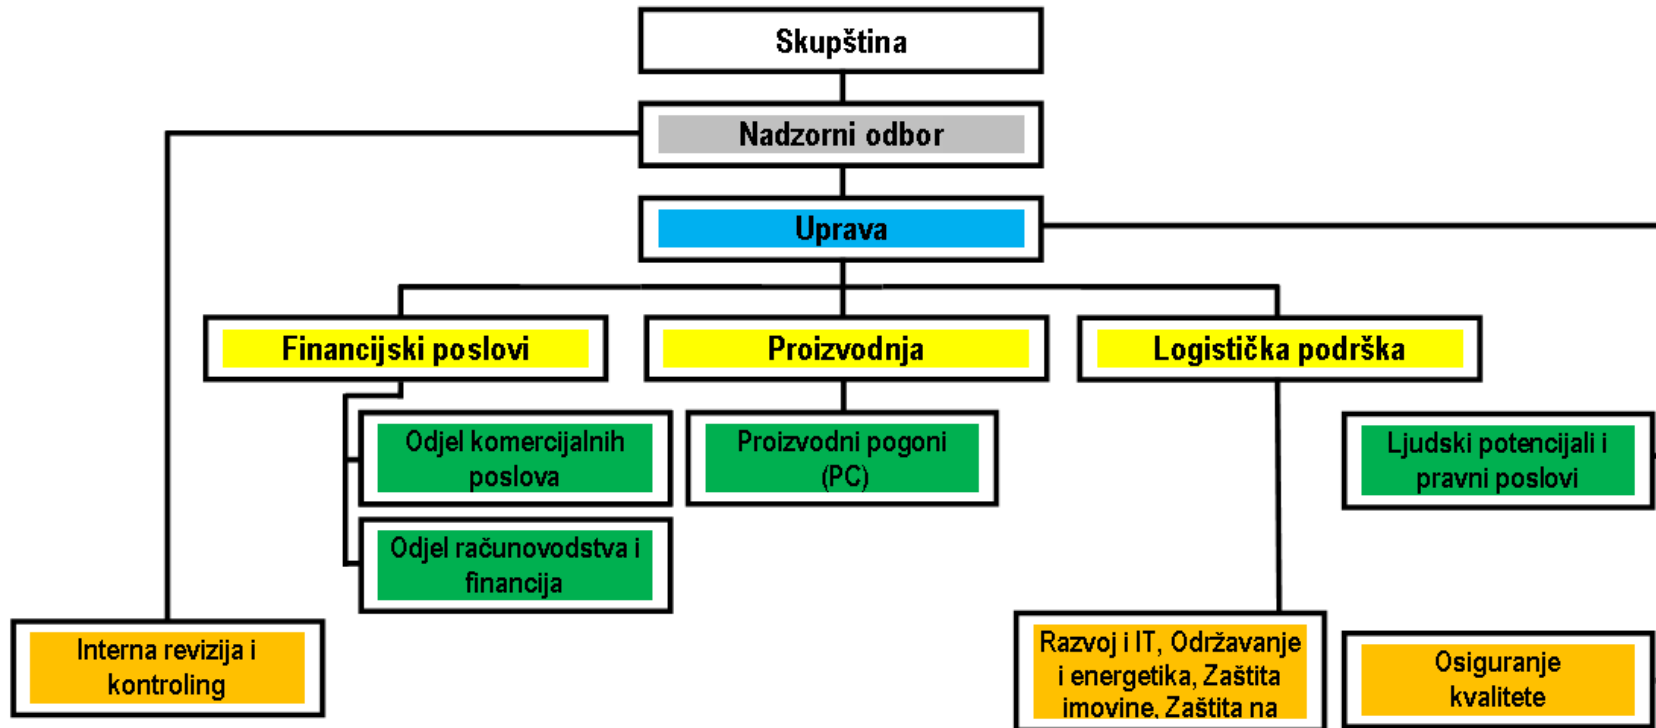 Skupština
Nadzorni odbor
Uprava
Financijski poslovi
Proizvodnja
Logistička podrška
Odjel komercijalnih
poslova
Proizvodni pogoni
(PC)
Ljudski potencijali i
pravni poslovi
Odjel računovodstva i
financija
Interna revizija i
kontroling
Razvoj i IT, Održavanje
i energetika, Zaštita
imovine, Zaštita na
Osiguranje
kvalitete